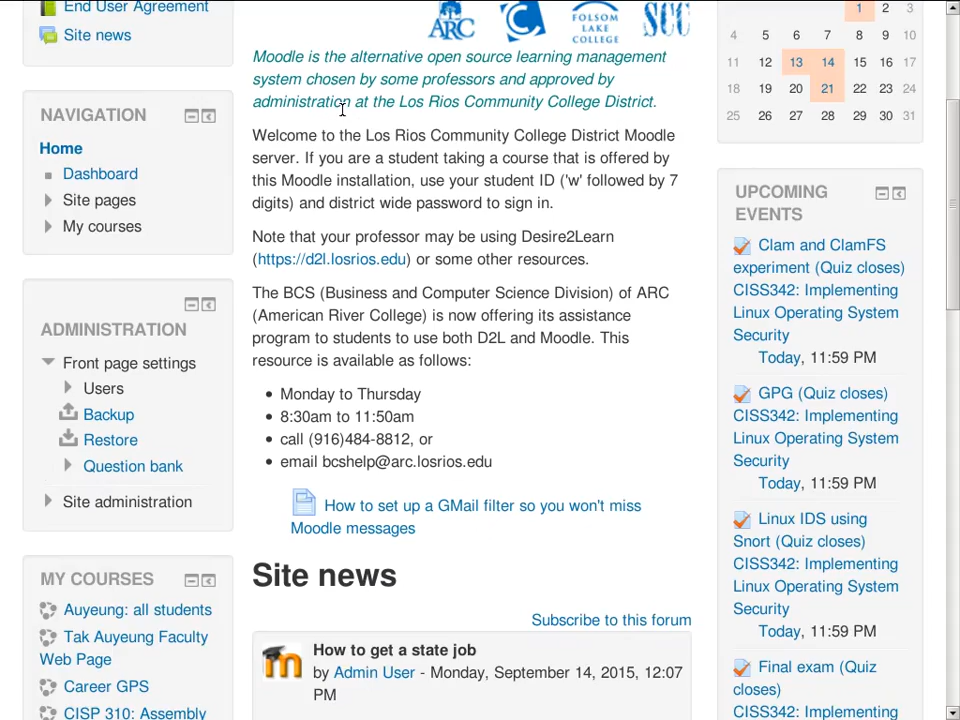 End User Agreement
Site news
NAVIGATION
Home
Dashboard
Site pages
My courses
ADMINISTRATION
Front page settings
Users
Backup
Restore
Question bank
Site administration
MY COURSES
Auyeung: all students
Tak Auyeung Faculty
Web Page
Career GPS
CISP 310: Assembly
ARC
FOLSOM
LAKE
COLLEGE
SCC
Moodle is the alternative open source learning management
system chosen by some professors and approved by
administration at the Los Rios Community College District.
Welcome to the Los Rios Community College District Moodle
server. If you are a student taking a course that is offered by
this Moodle installation, use your student ID ('w' followed by 7
digits) and district wide password to sign in.
Note that your professor may be using Desire2Learn
(https://d2l.losrios.edu) or some other resources.
The BCS (Business and Computer Science Division) of ARC
(American River College) is now offering its assistance
program to students to use both D2L and Moodle. This
resource is available as follows:
Monday to Thursday
8:30am to 11:50am
call (916)484-8812, or
email bcshelp@arc.losrios.edu
How to set up a GMail filter so you won't miss
Moodle messages
Site news
Subscribe to this forum
How to get a state job
by Admin User - Monday, September 14, 2015, 12:07
PM
1 2 3
4 5 6 7 8 9 10
11 12 13 14 15 16 17
18 19 20 21 22 23 24
25 26 27 28 29 30 31
UPCOMING
EVENTS
Clam and ClamFS
experiment (Quiz closes)
CISS342: Implementing
Linux Operating System
Security
Today, 11:59 PM
GPG (Quiz closes)
CISS342: Implementing
Linux Operating System
Security
Today, 11:59 PM
Linux IDS using
Snort (Quiz closes)
CISS342: Implementing
Linux Operating System
Security
Today, 11:59 PM
Final exam (Quiz
closes)
CISS342: Implementing
Linux Operating System